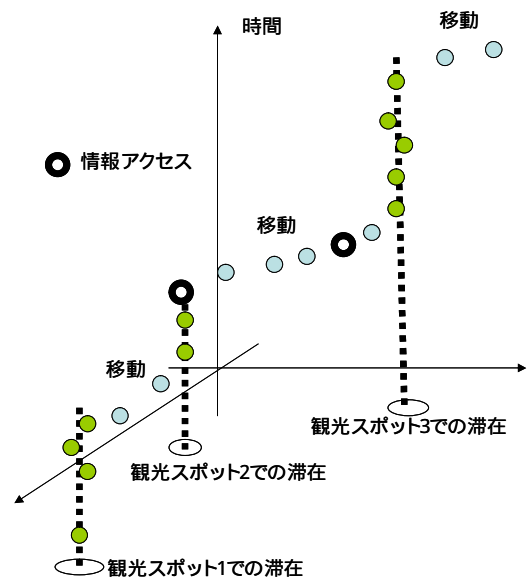 移動
時間
情報アクセス
移動
移動
観光スポット3での滞在
観光スポット2での滞在
観光スポット1での滞在